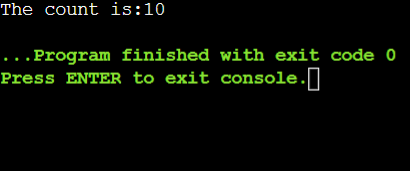 The count is:10
...Program finished with exit code 0
Press ENTER to exit console.